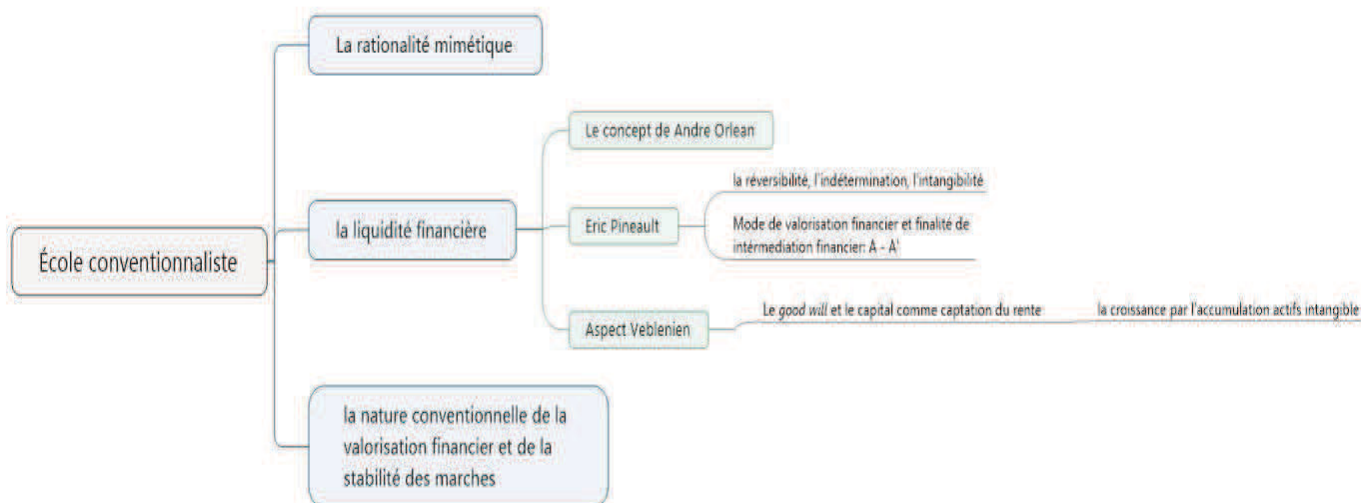 La rationalité mimétique
Le concept de Andre Orlean
la réversibilité, l'indétermination, l'intangibilité
la liquidité financière
Eric Pineault
Mode de valorisation financier et finalité de
intérmediation financier: A - A'
École conventionnaliste
Le good will et le capital comme captation du rente
la croissance par l'accumulation actifs intangible
Aspect Veblenien
la nature conventionnelle de la
valorisation financier et de la
stabilité des marches